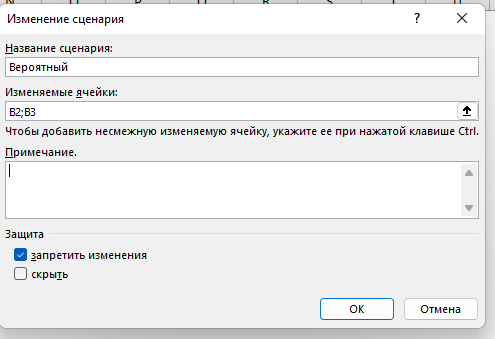 Изменение сценария
?
Название сценария:
Вероятный
Изменяемые ячейки:
B2;B3
Чтобы добавить несмежную изменяемую ячейку, укажите ее при нажатой клавише Ctrl.
Примечание.
Защита
запретить изменения
скрыть
ОК
Отмена